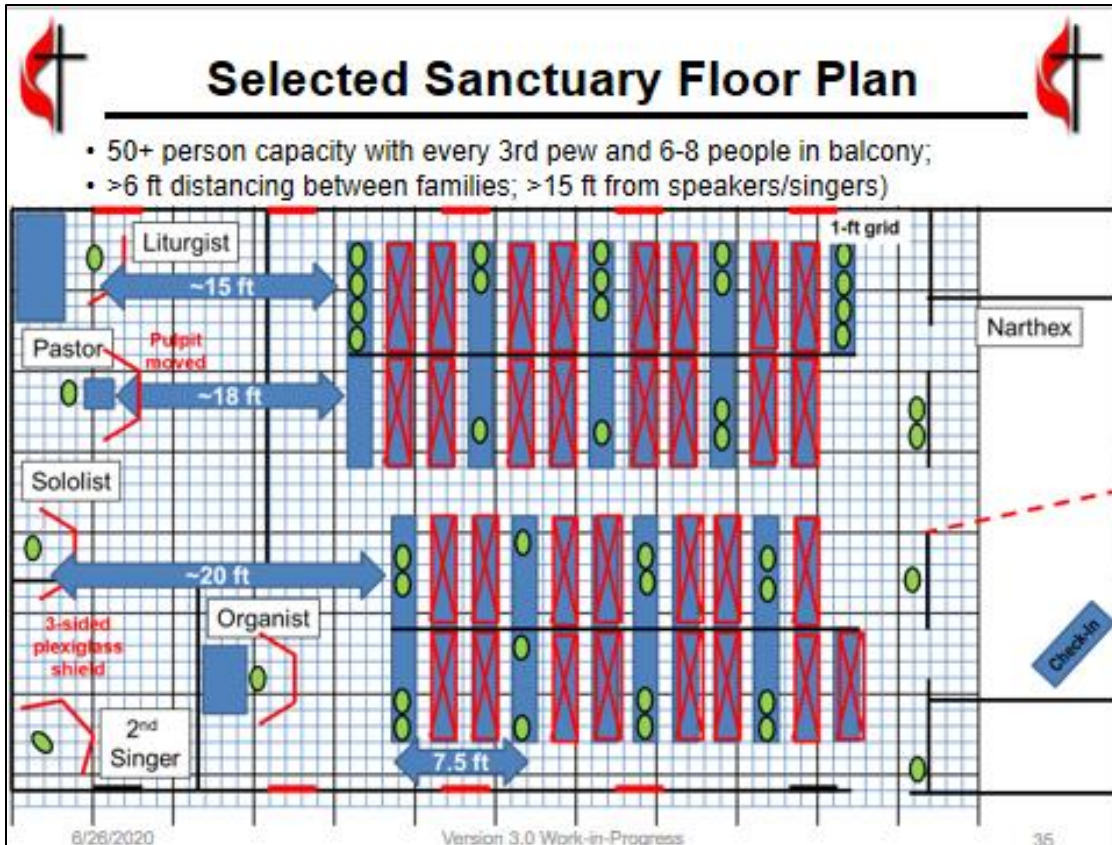 Selected Sanctuary Floor Plan
• 50+ person capacity with every 3rd pew and 6-8 people in balcony;
• >6 ft distancing between families; >15 ft from speakers/singers)
1-ft grid
Liturgist
~15 ft
Narthex
Pastor
Pulpit
moved
~18 ft
Sololist
~20 ft
3-sided
plexiglass
shield
Organist
Check-in
2nd
Singer
7.5 ft
6/26/2020
Version 3.0 Work-in-Progress
35